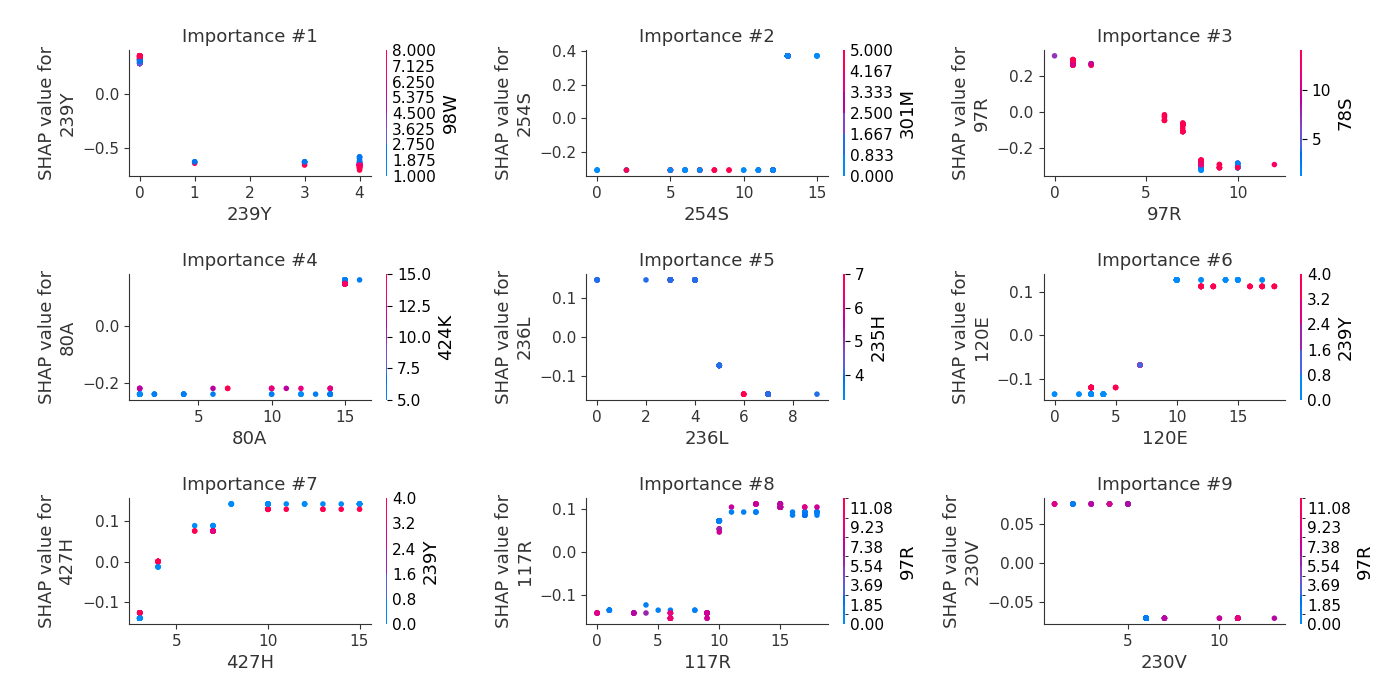 Importance #1
SHAP value for
239Y
0.0
−0.5
0 1 2 3 4
239Y
8.000
7.125
6.250
5.375
4.500
3.625
2.750
1.875
1.000
98W
Importance #2
SHAP value for
254S
0.4
0.2
0.0
−0.2
0 5 10 15
254S
5.000
4.167
3.333
2.500
1.667
0.833
0.000
301M
Importance #3
SHAP value for
97R
0.2
0.0
−0.2
0 5 10
97R
10
5
78S
Importance #4
SHAP value for
80A
0.0
−0.2
5 10 15
80A
15.0
12.5
10.0
7.5
5.0
424K
Importance #5
SHAP value for
236L
0.1
0.0
−0.1
0 2 4 6 8
236L
7
6
5
4
235H
Importance #6
SHAP value for
120E
0.1
0.0
−0.1
0 5 10 15
120E
4.0
3.2
2.4
1.6
0.8
0.0
239Y
Importance #7
SHAP value for
427H
0.1
0.0
−0.1
5 10 15
427H
4.0
3.2
2.4
1.6
0.8
0.0
239Y
Importance #8
SHAP value for
117R
0.1
0.0
−0.1
0 5 10 15
117R
11.08
9.23
7.38
5.54
3.69
1.85
0.00
97R
Importance #9
SHAP value for
230V
0.05
0.00
−0.05
5 10
230V
11.08
9.23
7.38
5.54
3.69
1.85
0.00
97R